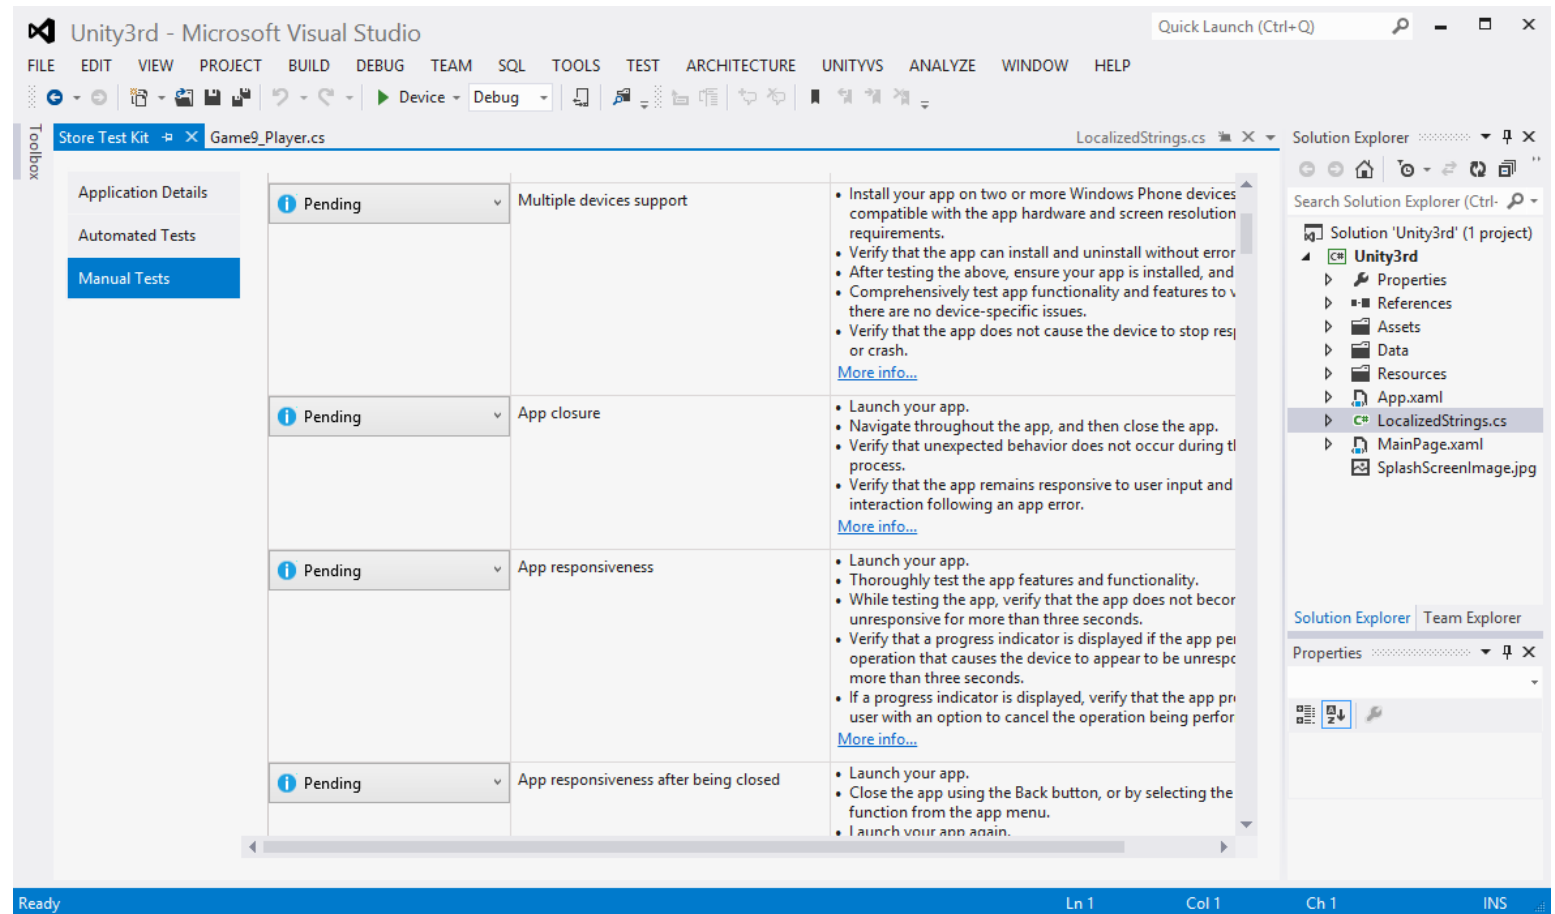 Unity3rd - Microsoft Visual Studio
Quick Launch (Ctrl+Q)
FILE EDIT VIEW PROJECT BUILD DEBUG TEAM SQL TOOLS TEST ARCHITECTURE UNITYVS ANALYZE WINDOW HELP
Device Debug
Toolbox
Store Test Kit Game9_Player.cs LocalizedStrings.cs
Application Details
Automated Tests
Manual Tests
Pending
Multiple devices support
• Install your app on two or more Windows Phone devices
compatible with the app hardware and screen resolution
requirements.
• Verify that the app can install and uninstall without error
• After testing the above, ensure your app is installed, and
• Comprehensively test app functionality and features to v
there are no device-specific issues.
• Verify that the app does not cause the device to stop resp
or crash.
More info...
Pending
App closure
• Launch your app.
• Navigate throughout the app, and then close the app.
• Verify that unexpected behavior does not occur during th
process.
• Verify that the app remains responsive to user input and
interaction following an app error.
More info...
Pending
App responsiveness
• Launch your app.
• Thoroughly test the app features and functionality.
• While testing the app, verify that the app does not becor
unresponsive for more than three seconds.
• Verify that a progress indicator is displayed if the app per
operation that causes the device to appear to be unrespo
more than three seconds.
• If a progress indicator is displayed, verify that the app pro
user with an option to cancel the operation being perfor
More info...
Pending
App responsiveness after being closed
• Launch your app.
• Close the app using the Back button, or by selecting the
function from the app menu.
• Launch your app again.
Solution Explorer
Search Solution Explorer (Ctrl-
Solution 'Unity3rd' (1 project)
C# Unity3rd
Properties
References
Assets
Data
Resources
App.xaml
C# LocalizedStrings.cs
MainPage.xaml
SplashScreenImage.jpg
Solution Explorer Team Explorer
Properties
Ready Ln 1 Col 1 Ch 1 INS